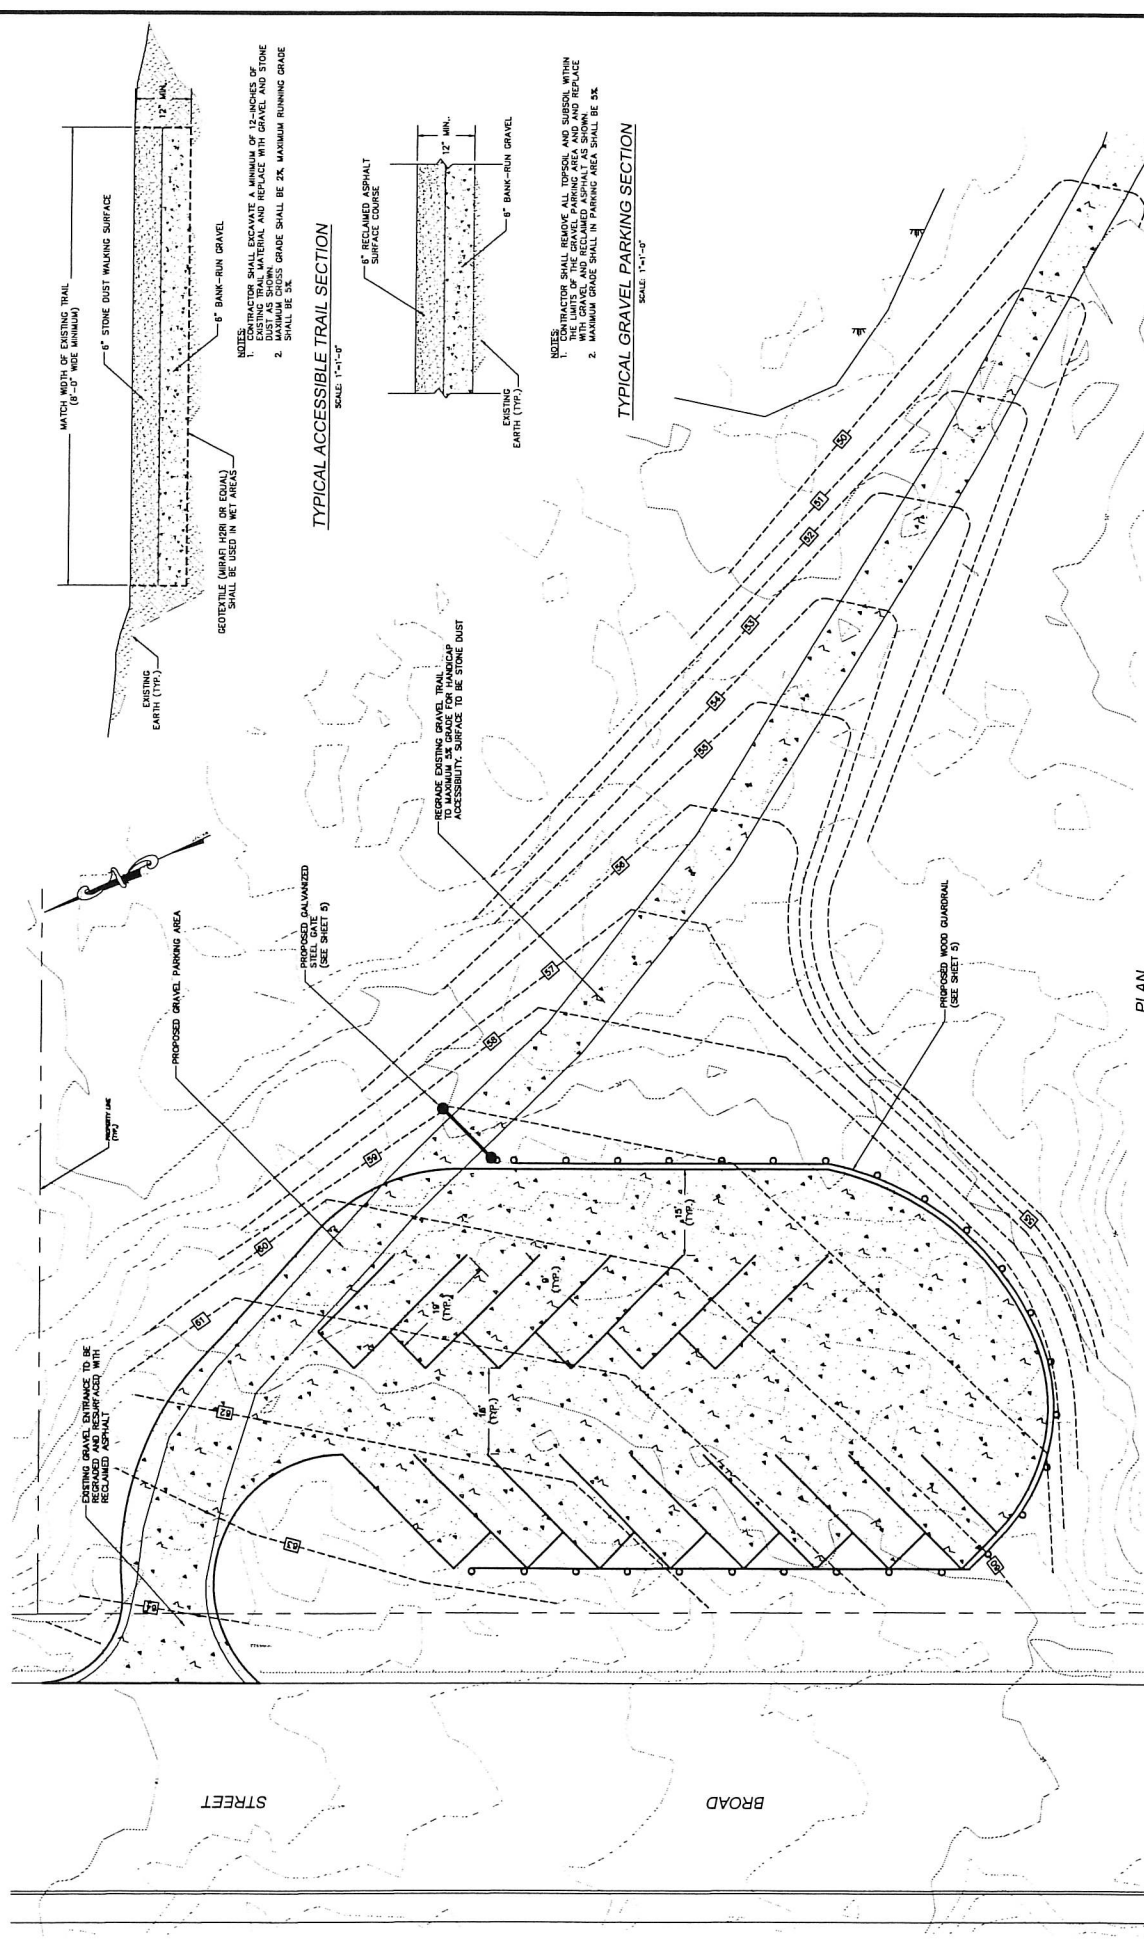 MATCH WIDTH OF EXISTING TRAIL
(8'-0" WIDE MINIMUM)
6" STONE DUST WALKING SURFACE
12" MIN.
6" BANK-RUN GRAVEL
GEOTEXTILE (MIRAFI H2RI OR EQUAL)
SHALL BE USED IN WET AREAS
EXISTING
EARTH (TYP.)
NOTES:
1. CONTRACTOR SHALL EXCAVATE A MINIMUM OF 12-INCHES OF
EXISTING TRAIL MATERIAL AND REPLACE WITH GRAVEL AND STONE
DUST AS SHOWN.
2. MAXIMUM CROSS GRADE SHALL BE 2%, MAXIMUM RUNNING GRADE
SHALL BE 5%.
TYPICAL ACCESSIBLE TRAIL SECTION
SCALE: 1"=1'-0"
6" RECLAIMED ASPHALT
SURFACE COURSE
12" MIN.
6" BANK-RUN GRAVEL
EXISTING
EARTH (TYP.)
NOTES:
1. CONTRACTOR SHALL REMOVE ALL TOPSOIL AND SUBSOIL WITHIN
THE LIMITS OF THE GRAVEL PARKING AREA AND AND REPLACE
WITH GRAVEL AND RECLAIMED ASPHALT AS SHOWN.
2. MAXIMUM GRADE SHALL IN PARKING AREA SHALL BE 5%.
TYPICAL GRAVEL PARKING SECTION
SCALE: 1"=1'-0"
PROPERTY LINE
(TYP.)
PROPOSED GRAVEL PARKING AREA
PROPOSED GALVANIZED
STEEL GATE
(SEE SHEET 5)
REGRADE EXISTING GRAVEL TRAIL
TO MAXIMUM 5% GRADE FOR HANDICAP
ACCESSIBILITY. SURFACE TO BE STONE DUST
PROPOSED WOOD GUARDRAIL
(SEE SHEET 5)
EXISTING GRAVEL ENTRANCE TO BE
REGRADED AND RESURFACED WITH
RECLAIMED ASPHALT
50
51
52
53
54
55
56
57
58
59
60
61
62
63
64
55
60
15'
(TYP.)
19'
(TYP.)
9'
(TYP.)
16'
(TYP.)
STREET
BROAD
PLAN